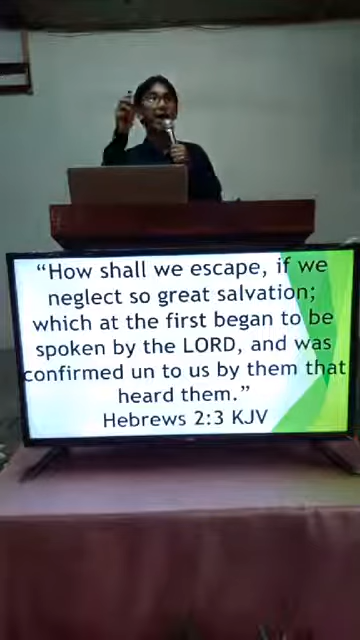 “How shall we escape, if we
neglect so great salvation;
which at the first began to be
spoken by the LORD, and was
confirmed un to us by them that
heard them.”
Hebrews 2:3 KJV